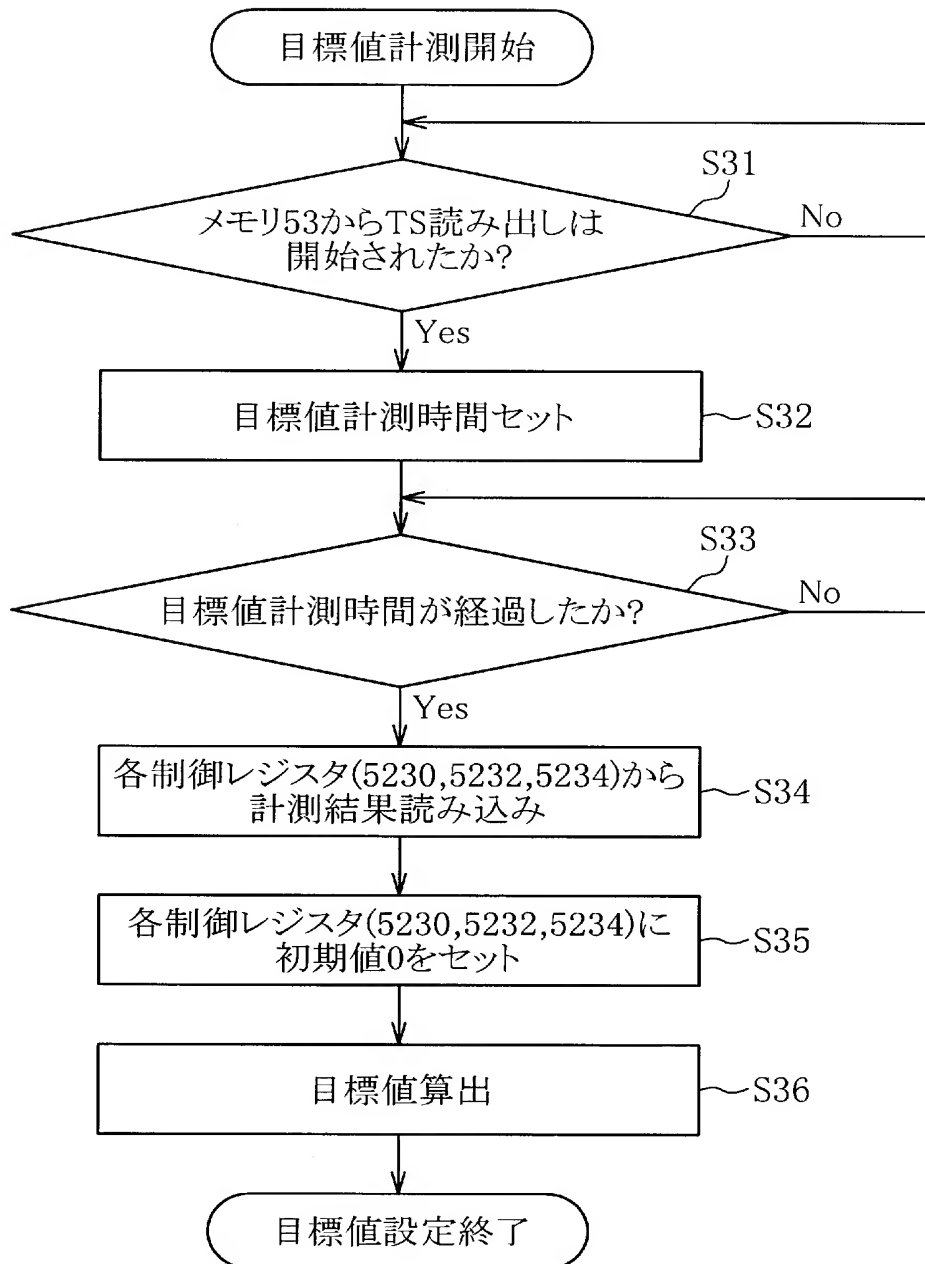 目標値計測開始
S31
メモリ53からTS読み出しは
開始されたか?
No
Yes
目標値計測時間セット
S32
S33
目標値計測時間が経過したか?
No
Yes
各制御レジスタ(5230,5232,5234)から
計測結果読み込み
S34
各制御レジスタ(5230,5232,5234)に
初期値0をセット
S35
目標値算出
S36
目標値設定終了